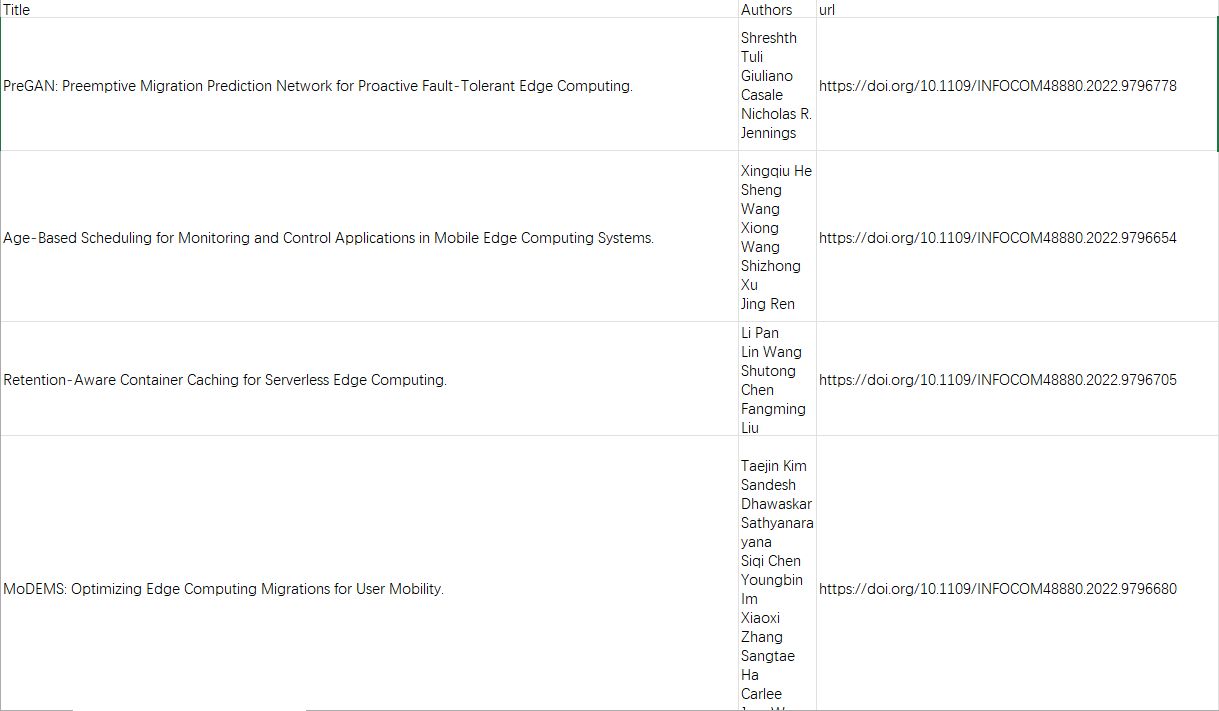 Title Authors url
PreGAN: Preemptive Migration Prediction Network for Proactive Fault-Tolerant Edge Computing.
Shreshth
Tuli
Giuliano
Casale
Nicholas R.
Jennings
https://doi.org/10.1109/INFOCOM48880.2022.9796778
Age-Based Scheduling for Monitoring and Control Applications in Mobile Edge Computing Systems.
Xingqiu He
Sheng
Wang
Xiong
Wang
Shizhong
Xu
Jing Ren
https://doi.org/10.1109/INFOCOM48880.2022.9796654
Retention-Aware Container Caching for Serverless Edge Computing.
Li Pan
Lin Wang
Shutong
Chen
Fangming
Liu
https://doi.org/10.1109/INFOCOM48880.2022.9796705
MoDEMS: Optimizing Edge Computing Migrations for User Mobility.
Taejin Kim
Sandesh
Dhawaskar
Sathyanara
yana
Siqi Chen
Youngbin
Im
Xiaoxi
Zhang
Sangtae
Ha
Carlee
https://doi.org/10.1109/INFOCOM48880.2022.9796680